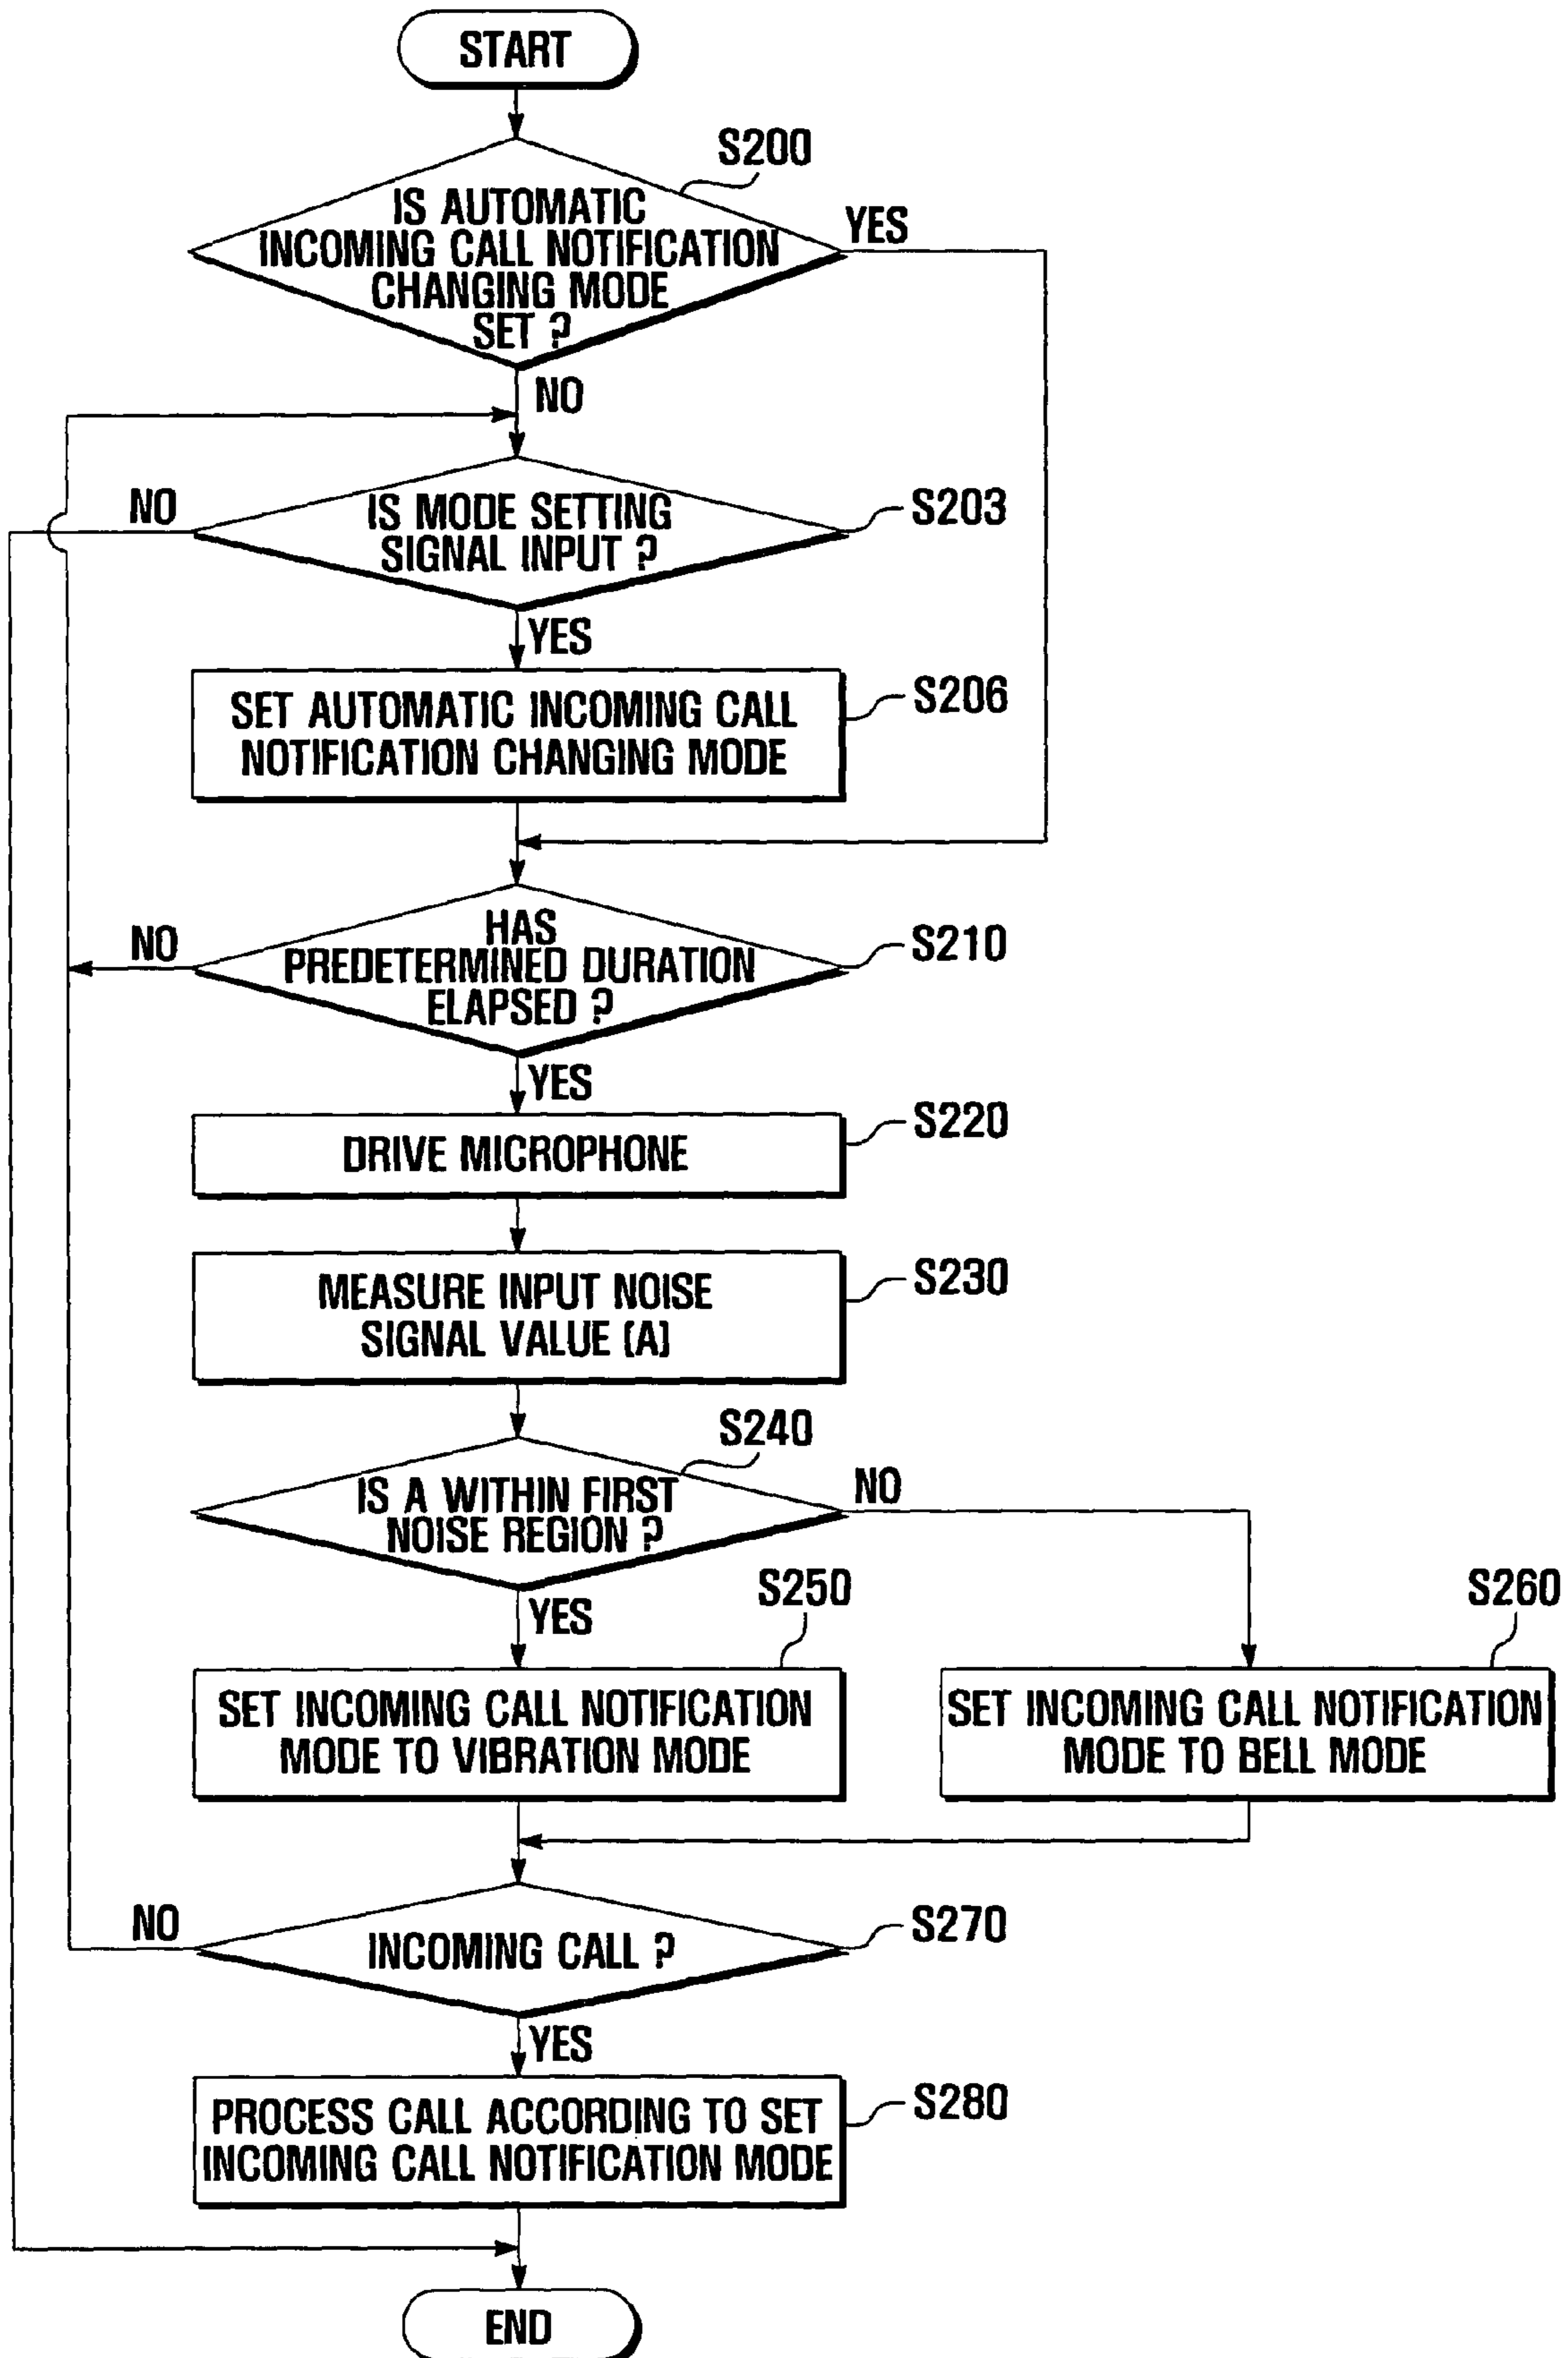 START
S200
IS AUTOMATIC
INCOMING CALL NOTIFICATION
CHANGING MODE
SET ?
YES
NO
NO
IS MODE SETTING
SIGNAL INPUT ?
S203
YES
SET AUTOMATIC INCOMING CALL
NOTIFICATION CHANGING MODE
S206
NO
HAS
PREDETERMINED DURATION
ELAPSED ?
S210
YES
DRIVE MICROPHONE
S220
MEASURE INPUT NOISE
SIGNAL VALUE (A)
S230
S240
IS A WITHIN FIRST
NOISE REGION ?
NO
YES
S250
S260
SET INCOMING CALL NOTIFICATION
MODE TO VIBRATION MODE
SET INCOMING CALL NOTIFICATION
MODE TO BELL MODE
NO
INCOMING CALL ?
S270
YES
PROCESS CALL ACCORDING TO SET
INCOMING CALL NOTIFICATION MODE
S280
END